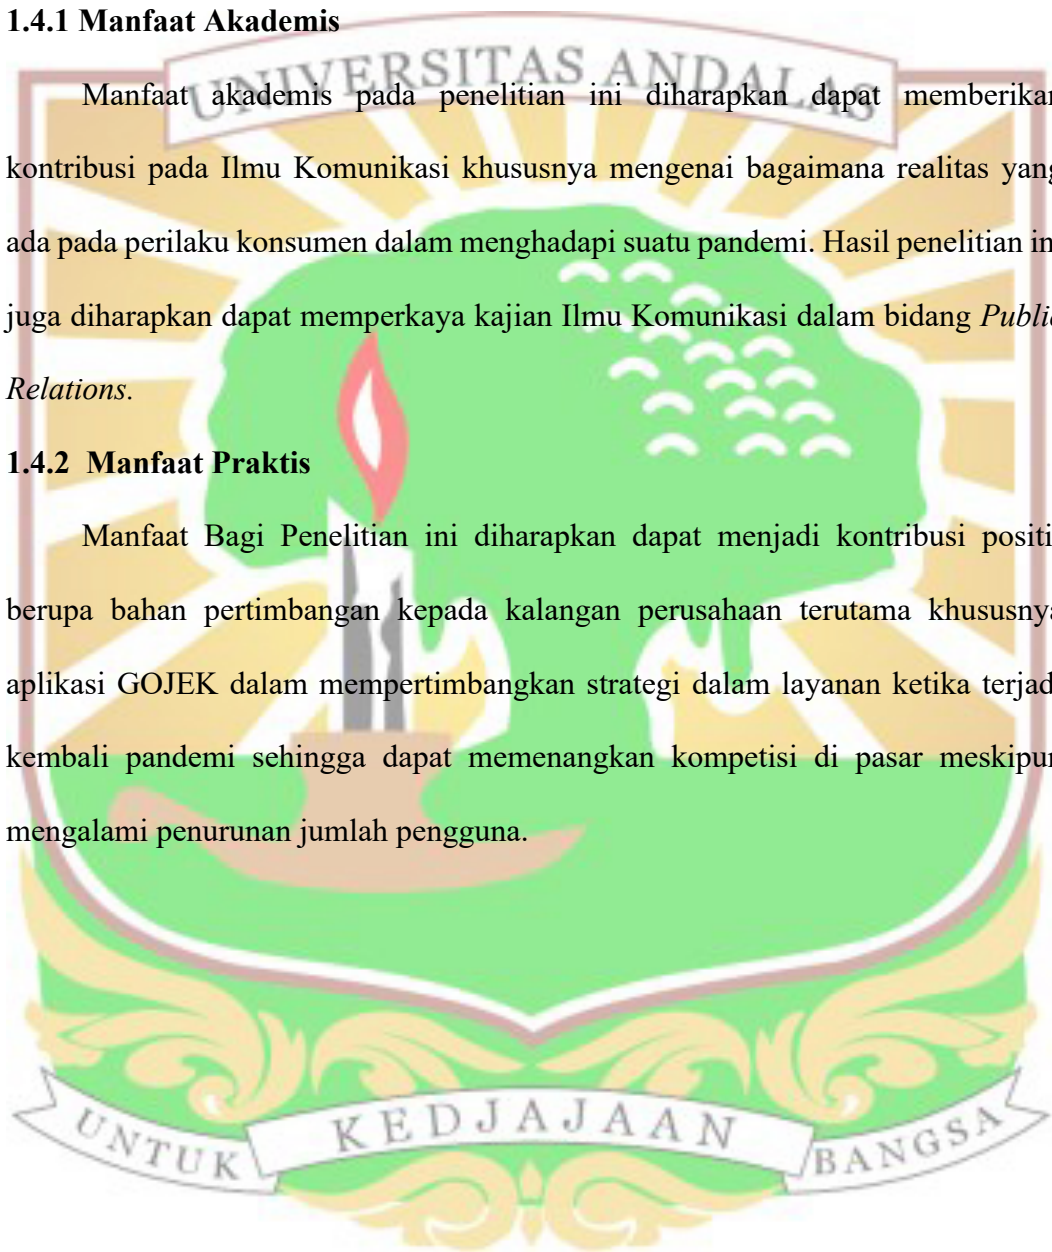 1.4.1 Manfaat Akademis
UNIVERSITAS ANDALAS
Manfaat akademis pada penelitian ini diharapkan dapat memberikan
kontribusi pada Ilmu Komunikasi khususnya mengenai bagaimana realitas yang
ada pada perilaku konsumen dalam menghadapi suatu pandemi. Hasil penelitian in
juga diharapkan dapat memperkaya kajian Ilmu Komunikasi dalam bidang Public
Relations.
1.4.2 Manfaat Praktis
Manfaat Bagi Penelitian ini diharapkan dapat menjadi kontribusi positi
berupa bahan pertimbangan kepada kalangan perusahaan terutama khususnya
aplikasi GOJEK dalam mempertimbangkan strategi dalam layanan ketika terjad
kembali pandemi sehingga dapat memenangkan kompetisi di pasar meskipun
mengalami penurunan jumlah pengguna.
UNTUK KEDJAJAAN BANGSA